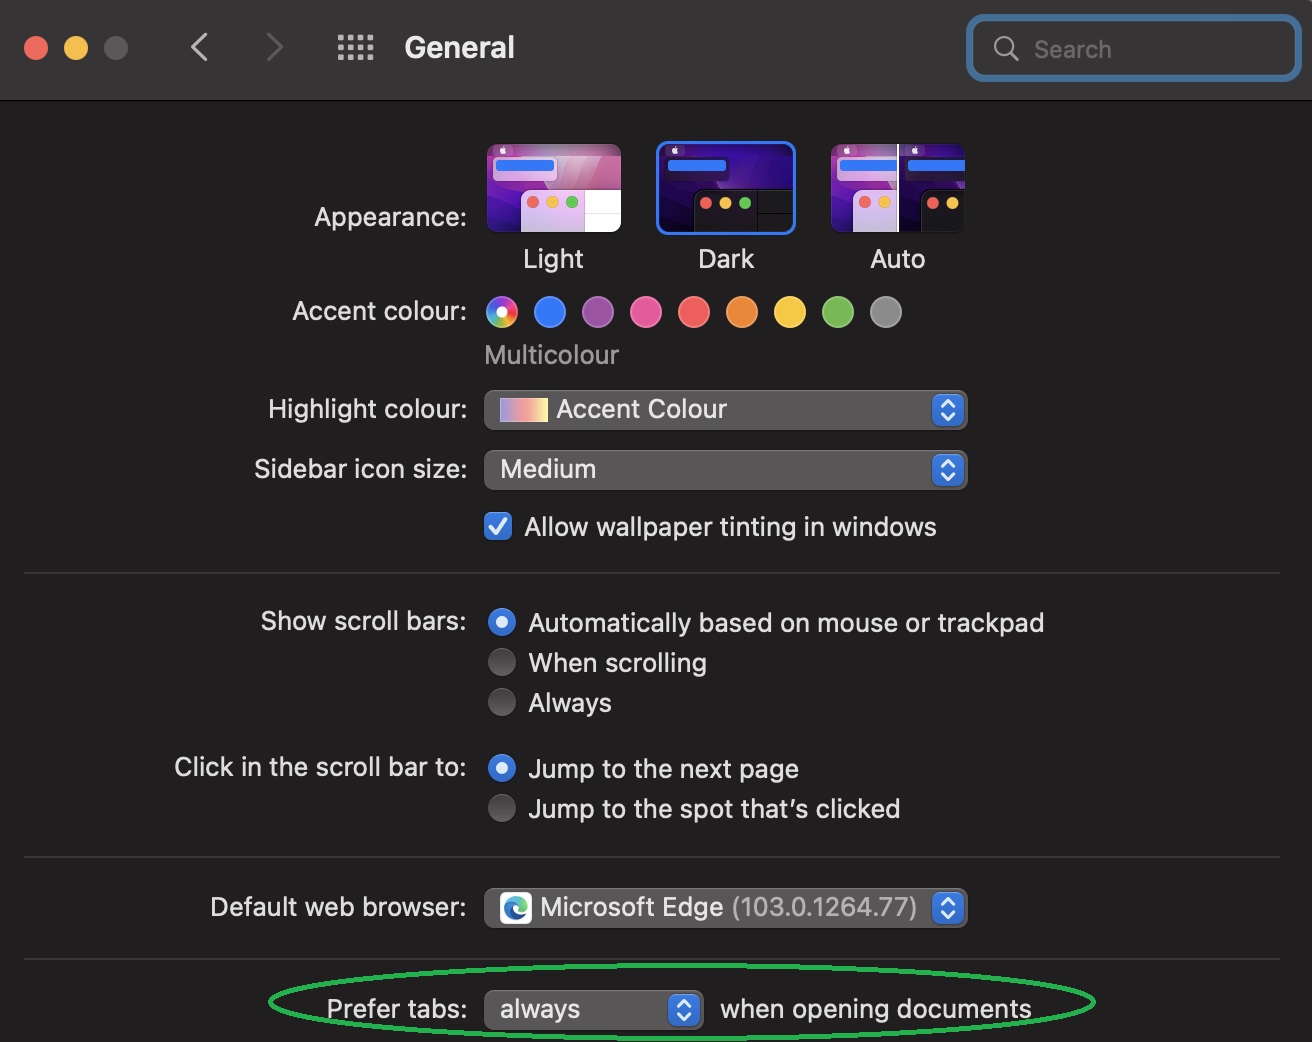 General
Search
Appearance:
Light Dark Auto
Accent colour:
Multicolour
Highlight colour: Accent Colour
Sidebar icon size: Medium
Allow wallpaper tinting in windows
Show scroll bars: Automatically based on mouse or trackpad
When scrolling
Always
Click in the scroll bar to: Jump to the next page
Jump to the spot that’s clicked
Default web browser: Microsoft Edge (103.0.1264.77)
Prefer tabs: always when opening documents